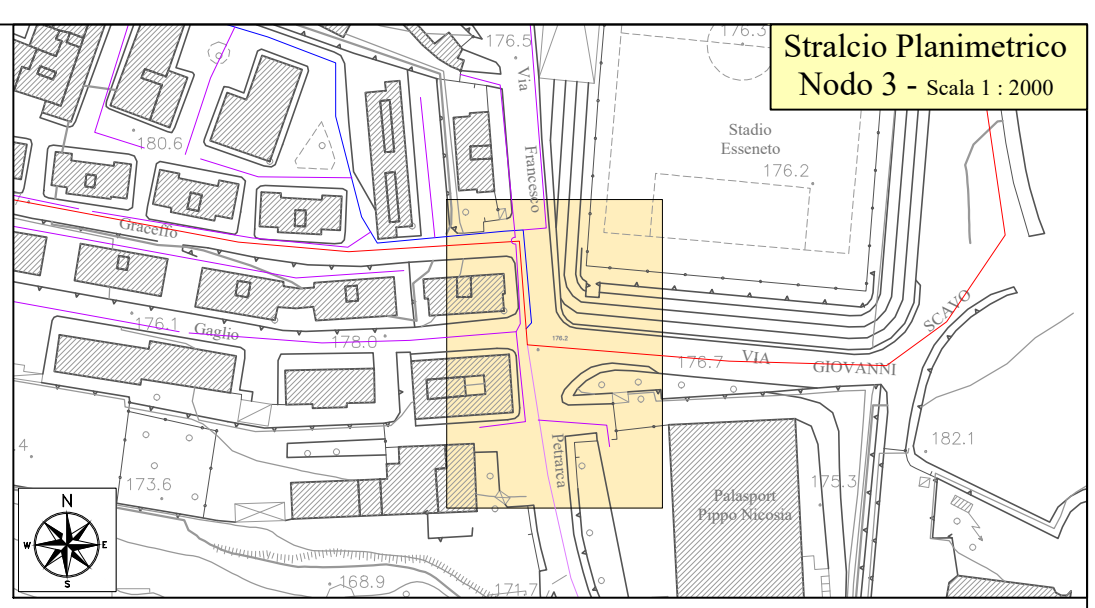 Stralcio Planimetrico
Nodo 3 - Scala 1 : 2000
176.5
176.3
Via
Francesco
Stadio
Esseneto
176.2
180.6
Graceffo
176.1
Gaglio
178.0
176.2
176.7
VIA
GIOVANNI
SCAVO
182.1
Petrarca
173.6
175.3
Palasport
Pippo Nicosia
168.9
171.7
N
W
E
S